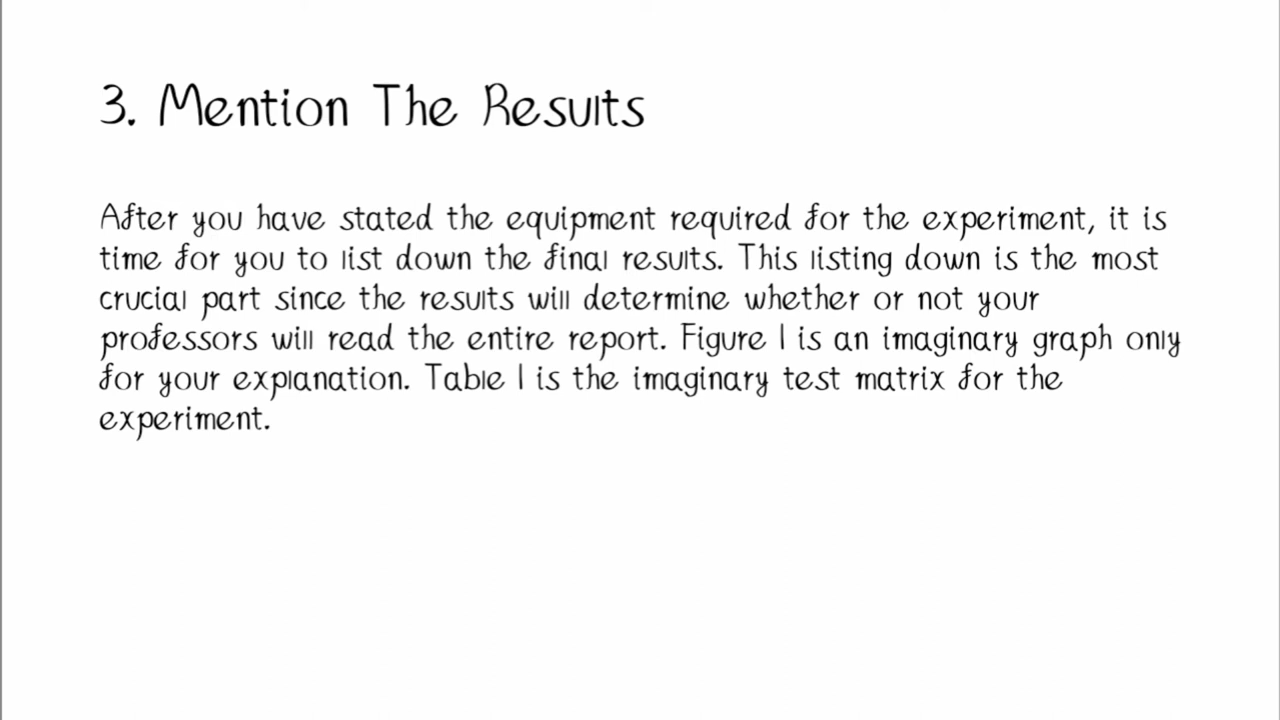 3. Mention The Results
After you have stated the equipment required for the experiment, it is
time for you to list down the final results. This listing down is the most
crucial part since the results will determine whether or not your
professors will read the entire report. Figure 1 is an imaginary graph only
for your explanation. Table 1 is the imaginary test matrix for the
experiment.